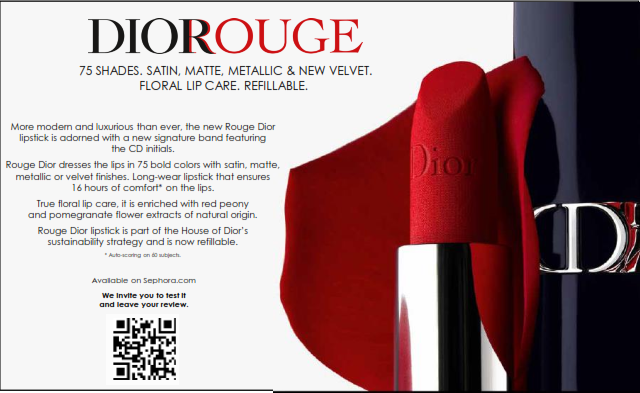 DIORROUGE
75 SHADES. SATIN, MATTE, METALLIC & NEW VELVET.
FLORAL LIP CARE. REFILLABLE.
More modern and luxurious than ever, the new Rouge Dior
lipstick is adorned with a new signature band featuring
the CD initials.
Rouge Dior dresses the lips in 75 bold colors with satin, matte,
metallic or velvet finishes. Long-wear lipstick that ensures
16 hours of comfort* on the lips.
True floral lip care, it is enriched with red peony
and pomegranate flower extracts of natural origin.
Rouge Dior lipstick is part of the House of Dior's
sustainability strategy and is now refillable.
* Auto-scoring on 60 subjects.
Available on Sephora.com
We invite you to test it
and leave your review.
Dior
CD